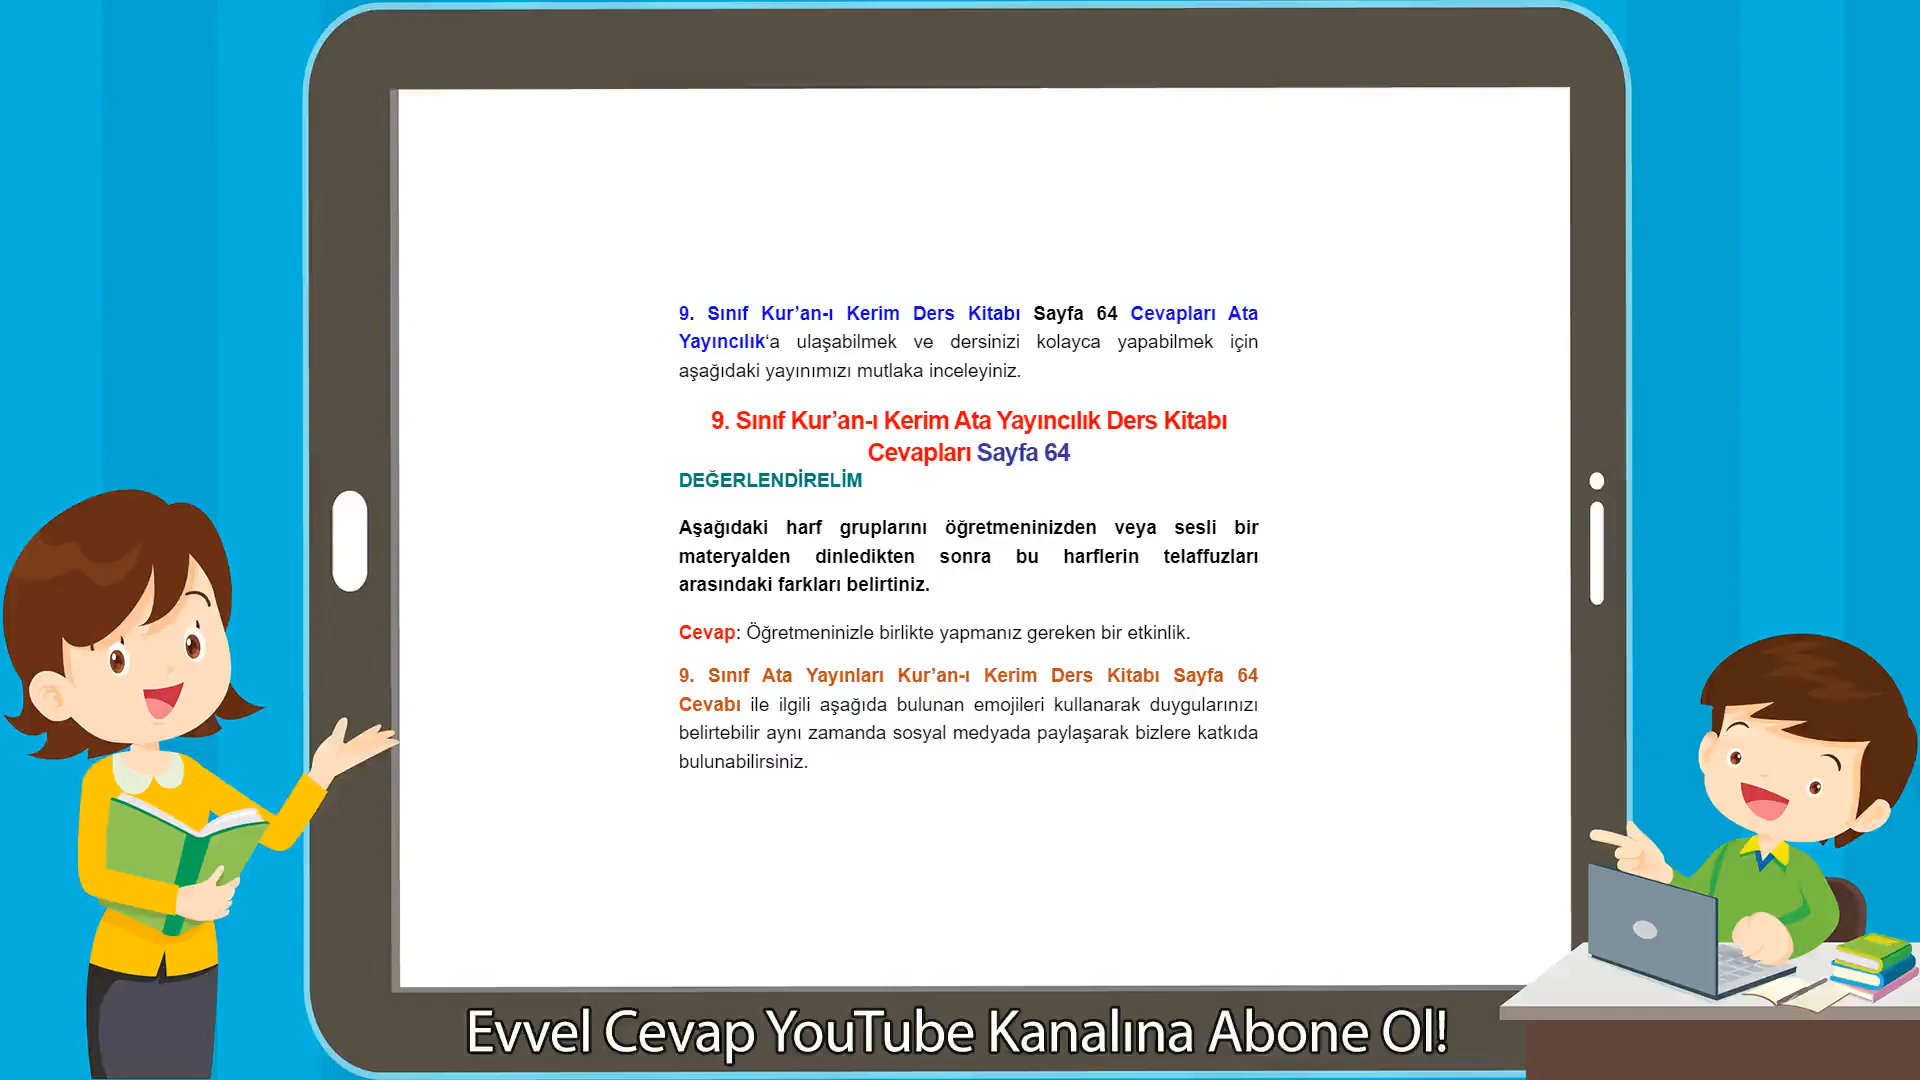 9. Sınıf Kur’an-ı Kerim Ders Kitabı Sayfa 64 Cevapları Ata
Yayıncılık‘a ulaşabilmek ve dersinizi kolayca yapabilmek için
aşağıdaki yayınımızı mutlaka inceleyiniz.
9. Sınıf Kur’an-ı Kerim Ata Yayıncılık Ders Kitabı
Cevapları Sayfa 64
DEĞERLENDİRELİM
Aşağıdaki harf gruplarını öğretmeninizden veya sesli bir
materyalden dinledikten sonra bu harflerin telaffuzları
arasındaki farkları belirtiniz.
Cevap: Öğretmeninizle birlikte yapmanız gereken bir etkinlik.
9. Sınıf Ata Yayınları Kur’an-ı Kerim Ders Kitabı Sayfa 64
Cevabı ile ilgili aşağıda bulunan emojileri kullanarak duygularınızı
belirtebilir aynı zamanda sosyal medyada paylaşarak bizlere katkıda
bulunabilirsiniz.
Evvel Cevap YouTube Kanalına Abone Ol!